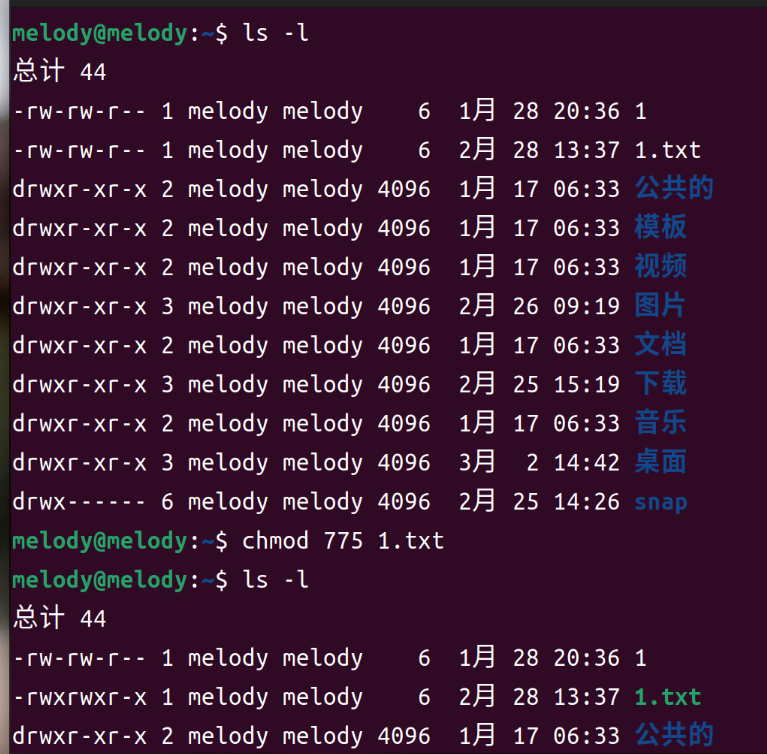 melody@melody:~$ ls -l
总计 44
-rw-rw-r-- 1 melody melody    6  1月 28 20:36 1
-rw-rw-r-- 1 melody melody    6  2月 28 13:37 1.txt
drwxr-xr-x 2 melody melody 4096  1月 17 06:33 公共的
drwxr-xr-x 2 melody melody 4096  1月 17 06:33 模板
drwxr-xr-x 2 melody melody 4096  1月 17 06:33 视频
drwxr-xr-x 3 melody melody 4096  2月 26 09:19 图片
drwxr-xr-x 2 melody melody 4096  1月 17 06:33 文档
drwxr-xr-x 3 melody melody 4096  2月 25 15:19 下载
drwxr-xr-x 2 melody melody 4096  1月 17 06:33 音乐
drwxr-xr-x 3 melody melody 4096  3月  2 14:42 桌面
drwx------ 6 melody melody 4096  2月 25 14:26 snap
melody@melody:~$ chmod 775 1.txt
melody@melody:~$ ls -l
总计 44
-rw-rw-r-- 1 melody melody    6  1月 28 20:36 1
-rwxrwxr-x 1 melody melody    6  2月 28 13:37 1.txt
drwxr-xr-x 2 melody melody 4096  1月 17 06:33 公共的